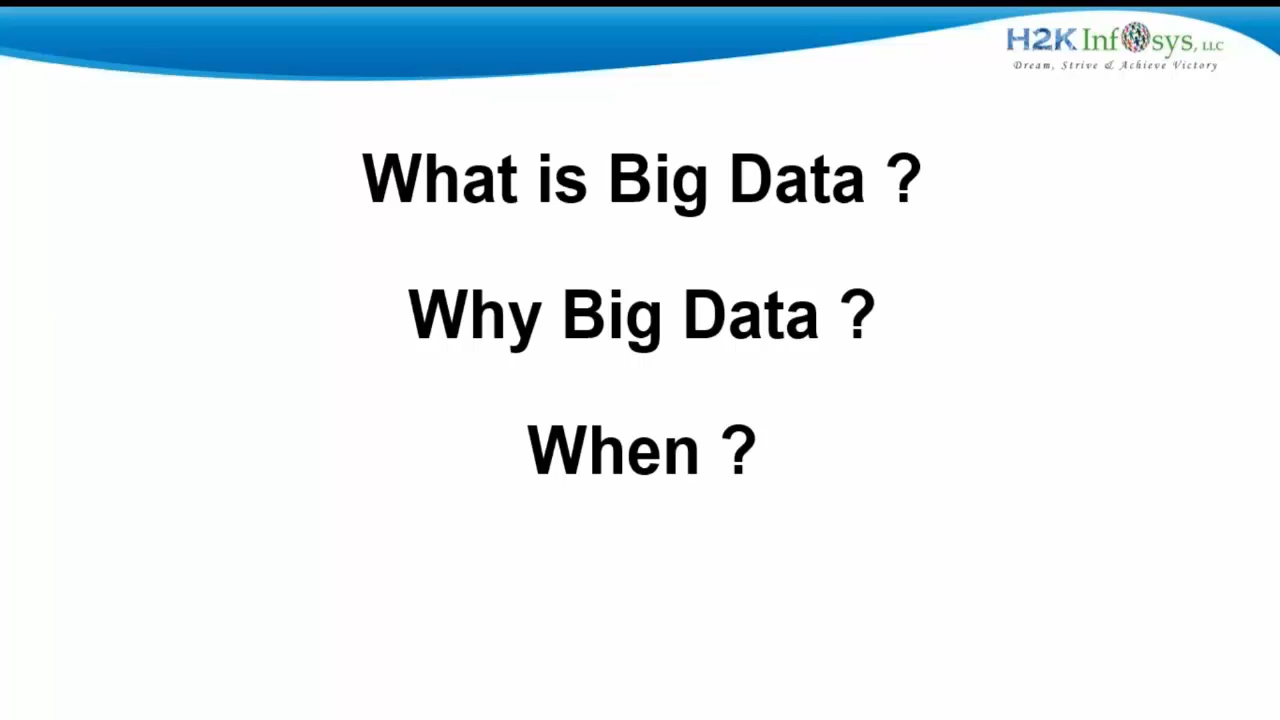 H2K Infosys, LLC
Dream, Strive & Achieve Victory
What is Big Data ?
Why Big Data ?
When ?